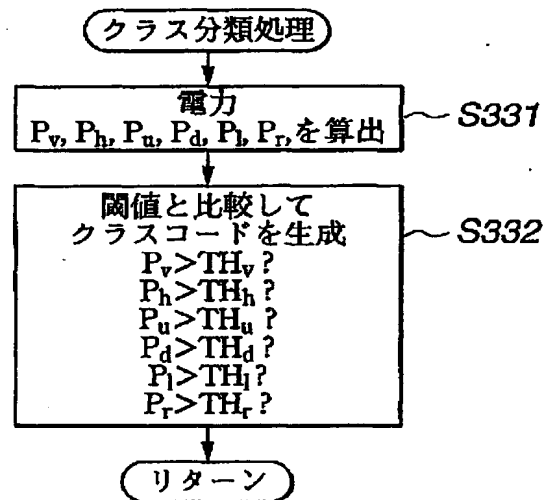 クラス分類処理
電力
Pv, Ph, Pu, Pd, Pl, Pr,を算出
S331
閾値と比較して
クラスコードを生成
Pv>THv?
Ph>THh?
Pu>THu?
Pd>THd?
Pl>THl?
Pr>THr?
S332
リターン